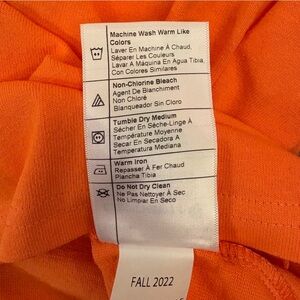 Machine Wash Warm Like
Colors
Laver En Machine À Chaud,
Séparer Les Couleurs
Lavar A Maquina En Agua Tibia,
Con Colores Similares
Non-Chlorine Bleach
Agent De Blanchiment
Non Chloré
Blanqueador Sin Cloro
Tumble Dry Medium
Sécher En Sèche-Linge À
Température Moyenne
Secar En Secadora A
Temperatura Mediana
Warm Iron
Repasser À Fer Chaud
Plancha Tibia
Do Not Dry Clean
Ne Pas Nettoyer À Sec
No Limpiar En Seco
FALL 2022